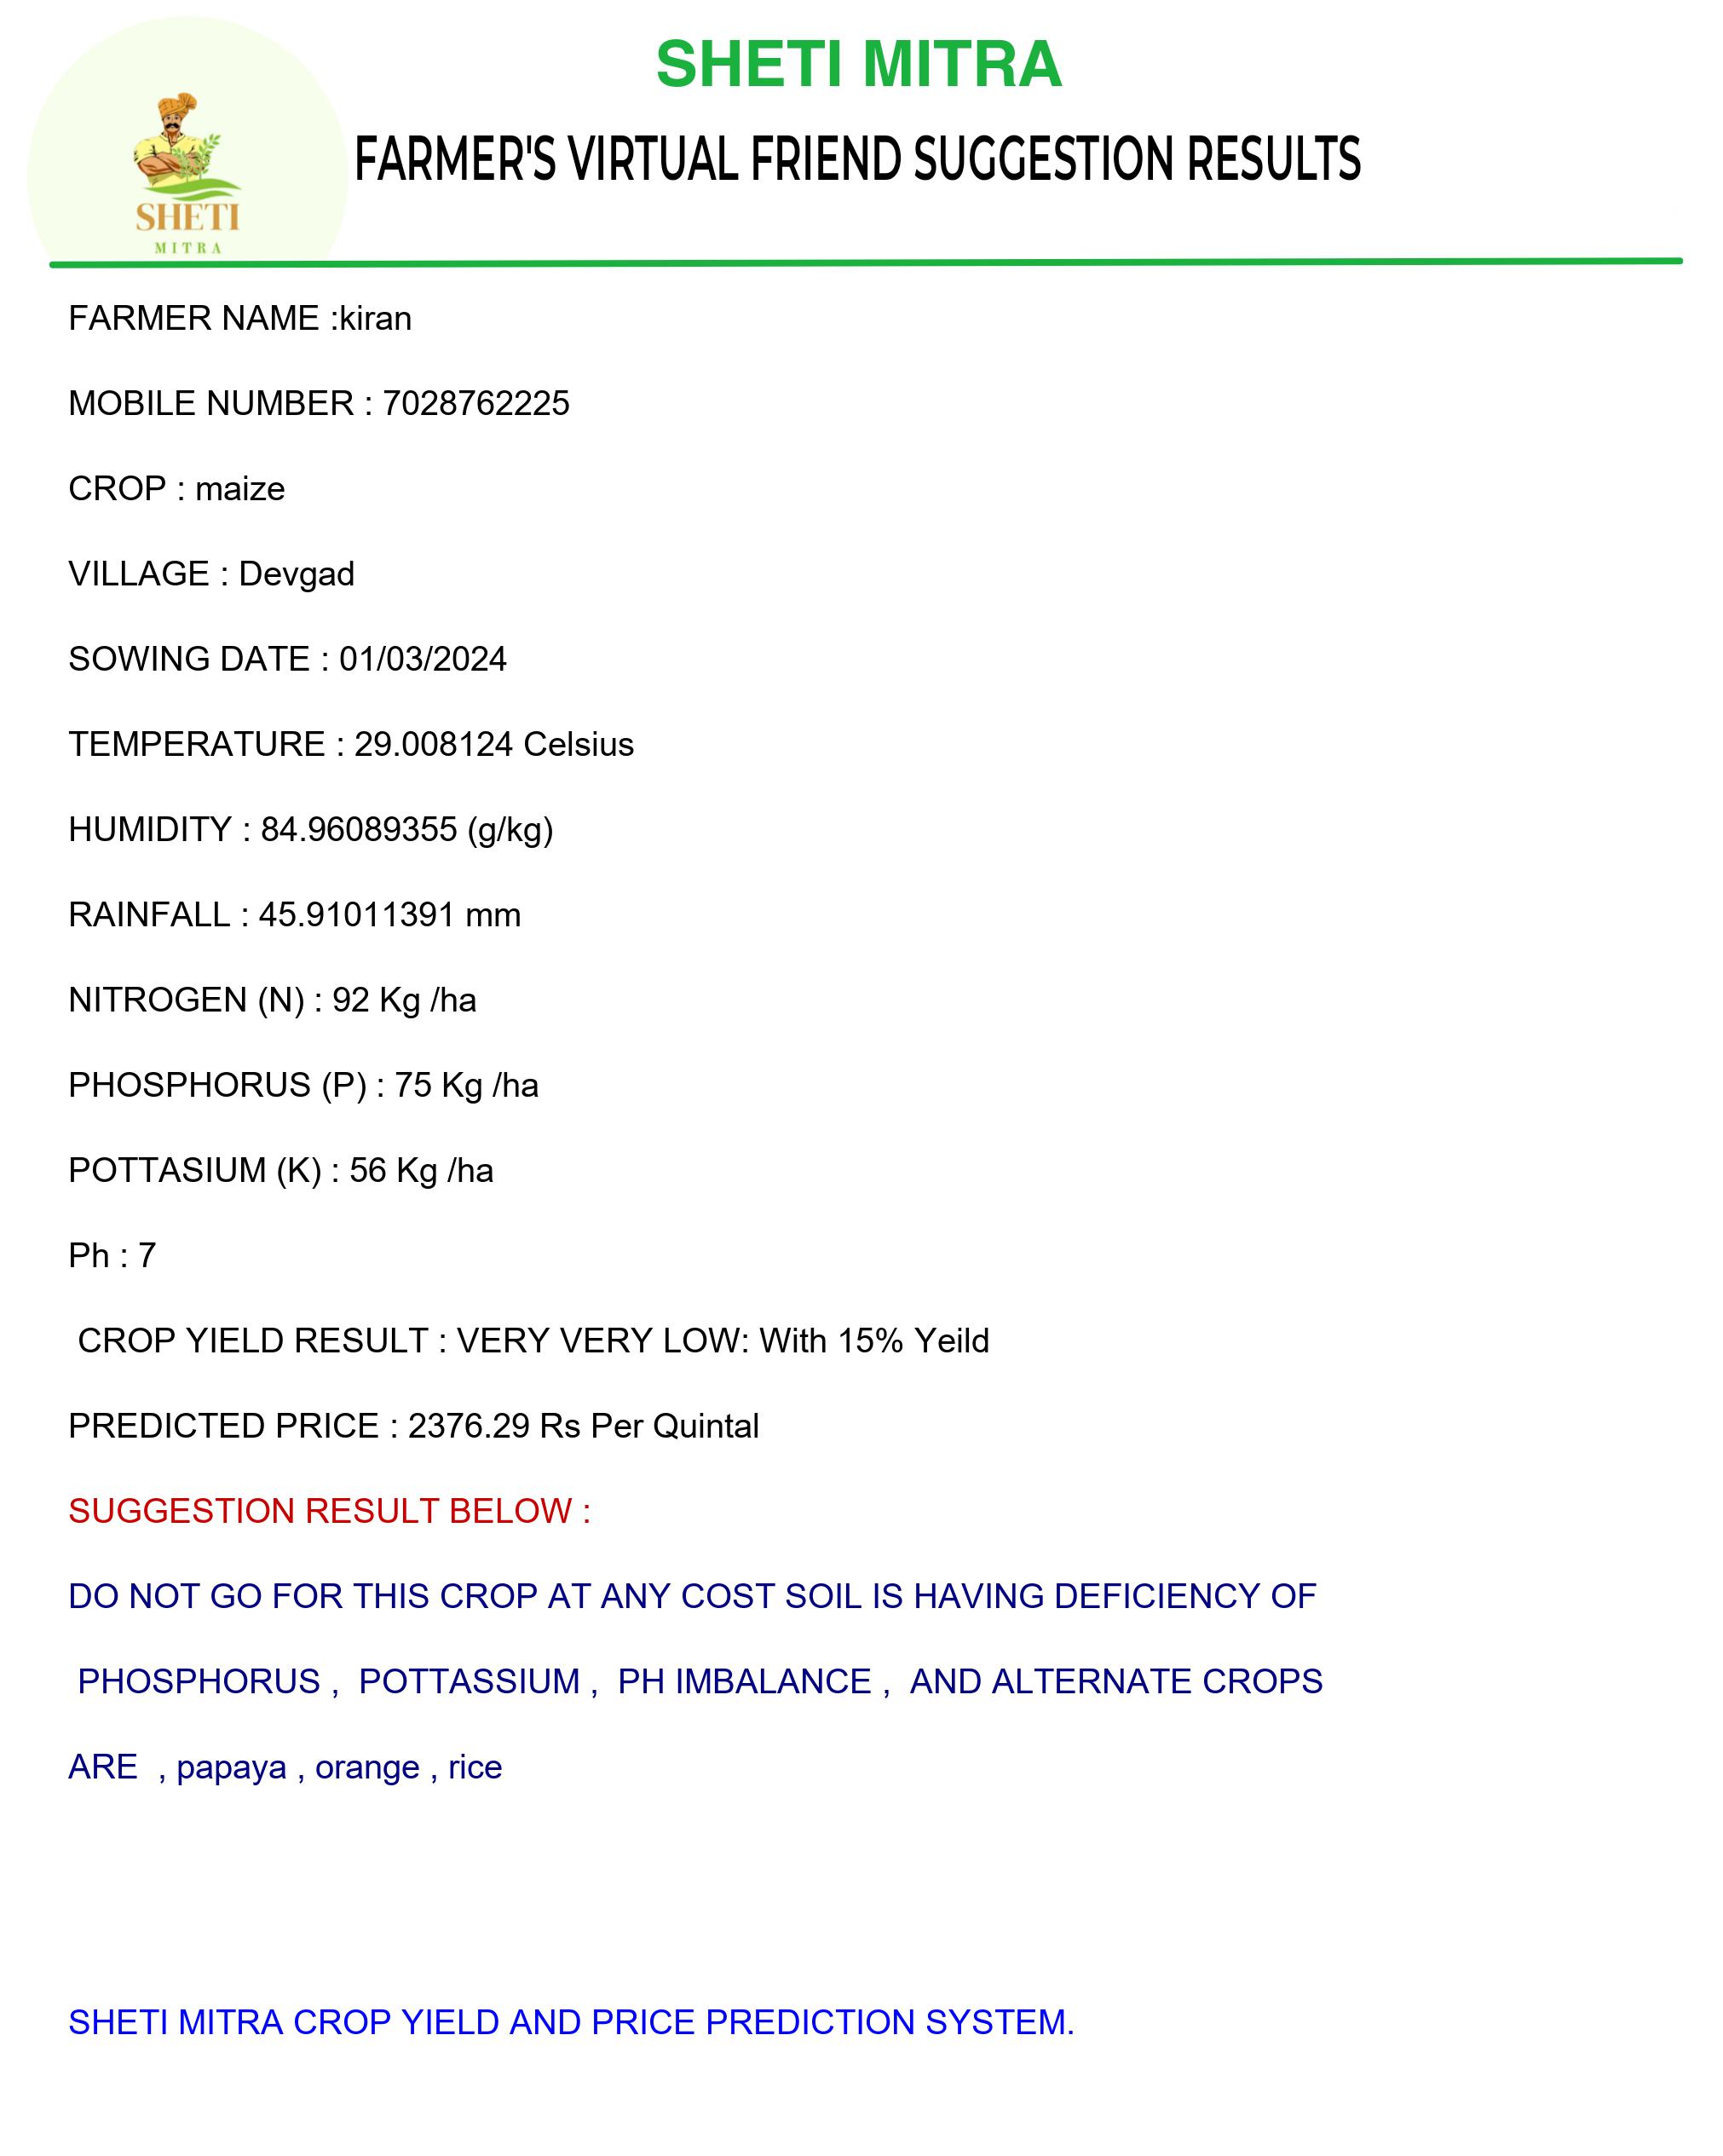 SHETI MITRA
FARMER'S VIRTUAL FRIEND SUGGESTION RESULTS
SHETI
MITRA
FARMER NAME :kiran
MOBILE NUMBER : 7028762225
CROP : maize
VILLAGE : Devgad
SOWING DATE : 01/03/2024
TEMPERATURE : 29.008124 Celsius
HUMIDITY : 84.96089355 (g/kg)
RAINFALL : 45.91011391 mm
NITROGEN (N) : 92 Kg /ha
PHOSPHORUS (P) : 75 Kg /ha
POTTASIUM (K) : 56 Kg /ha
Ph : 7
CROP YIELD RESULT : VERY VERY LOW: With 15% Yeild
PREDICTED PRICE : 2376.29 Rs Per Quintal
SUGGESTION RESULT BELOW :
DO NOT GO FOR THIS CROP AT ANY COST SOIL IS HAVING DEFICIENCY OF
PHOSPHORUS ,  POTTASSIUM ,  PH IMBALANCE ,  AND ALTERNATE CROPS
ARE  , papaya , orange , rice
SHETI MITRA CROP YIELD AND PRICE PREDICTION SYSTEM.